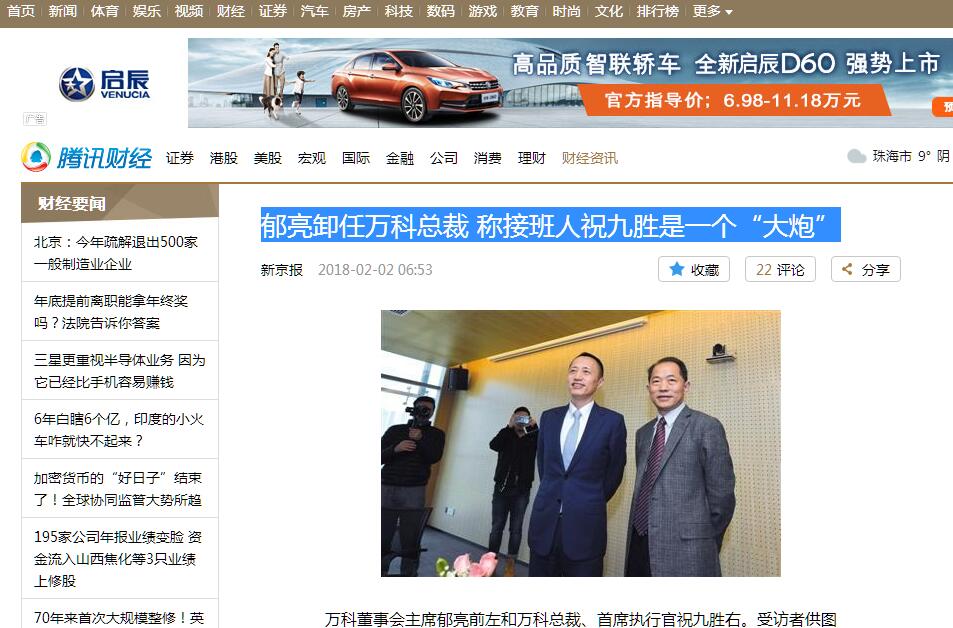 首页 新闻 体育 娱乐 视频 财经 证券 汽车 房产 科技 数码 游戏 教育 时尚 文化 排行榜 更多
启辰
VENUCIA
高品质智联轿车 全新启辰D60 强势上市
官方指导价：6.98-11.18万元
预
广告
腾讯财经 证券 港股 美股 宏观 国际 金融 公司 消费 理财 财经资讯 珠海市 9° 阴
财经要闻
北京：今年疏解退出500家
一般制造业企业
年底提前离职能拿年终奖
吗？法院告诉你答案
三星更重视半导体业务 因为
它已经比手机容易赚钱
6年白瞎6个亿，印度的小火
车咋就快不起来？
加密货币的“好日子”结束
了！全球协同监管大势所趋
195家公司年报业绩变脸 资
金流入山西焦化等3只业绩
上修股
70年来首次大规模整修！英
郁亮卸任万科总裁 称接班人祝九胜是一个“大炮”
新京报 2018-02-02 06:53 收藏 22 评论 分享
万科董事会主席郁亮前左和万科总裁、首席执行官祝九胜右。受访者供图